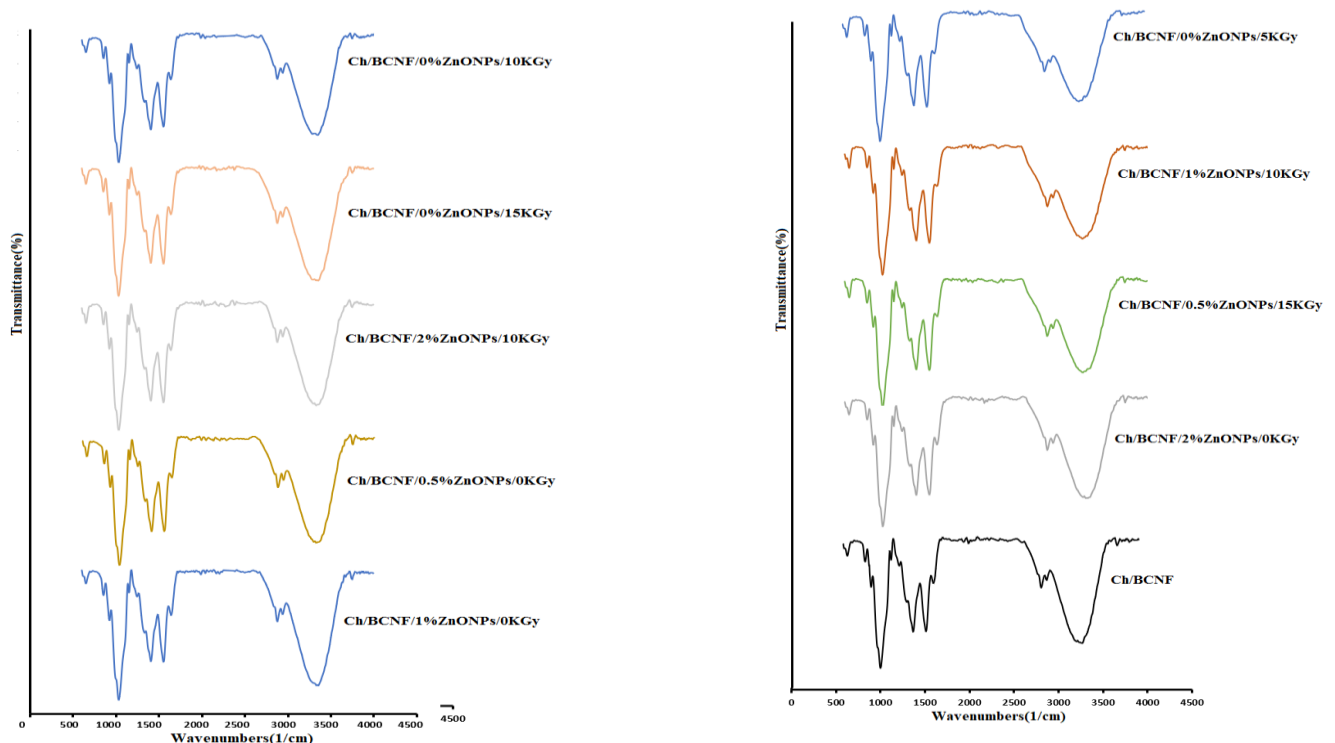 Transmittance(%)
Ch/BCNF/0%ZnONPs/10KGy
Ch/BCNF/0%ZnONPs/15KGy
Ch/BCNF/2%ZnONPs/10KGy
Ch/BCNF/0.5%ZnONPs/0KGy
Ch/BCNF/1%ZnONPs/0KGy
0 500 1000 1500 2000 2500 3000 3500 4000 4500 4500
Wavenumbers(1/cm)
Transmittance(%)
Ch/BCNF/0%ZnONPs/5KGy
Ch/BCNF/1%ZnONPs/10KGy
Ch/BCNF/0.5%ZnONPs/15KGy
Ch/BCNF/2%ZnONPs/0KGy
Ch/BCNF
0 500 1000 1500 2000 2500 3000 3500 4000 4500
Wavenumbers(1/cm)